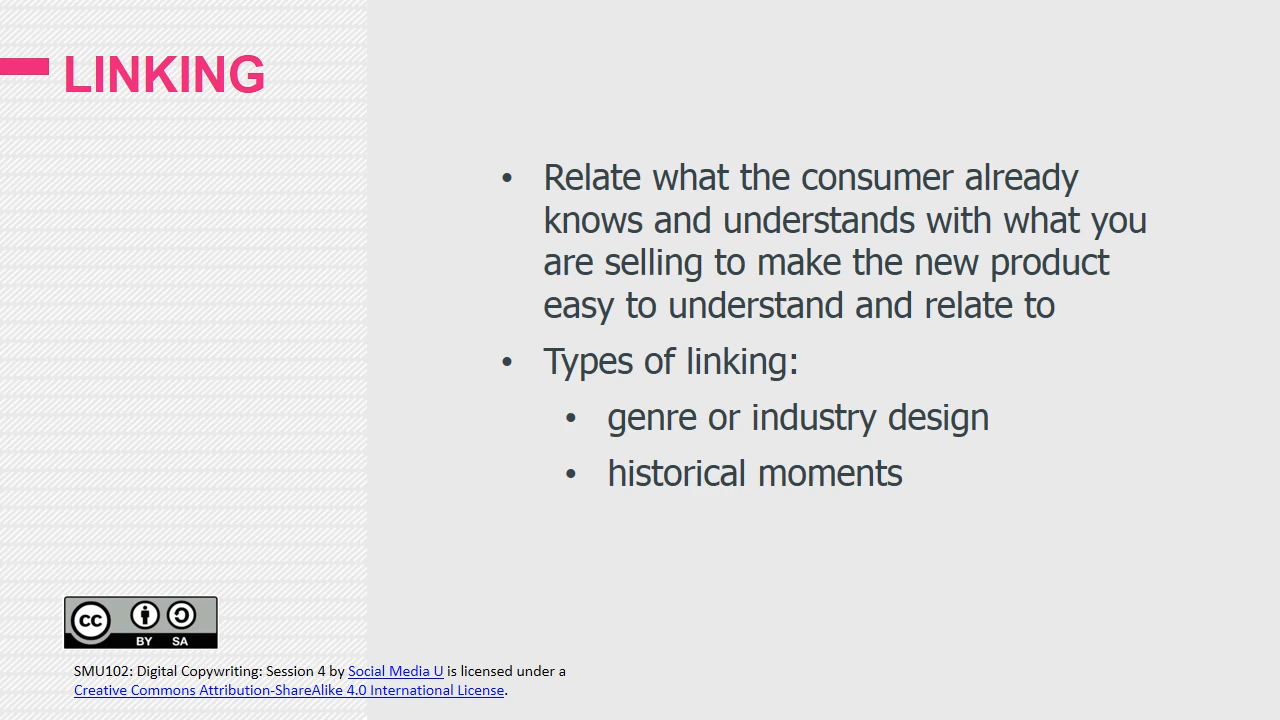 LINKING
• Relate what the consumer already
knows and understands with what you
are selling to make the new product
easy to understand and relate to
• Types of linking:
• genre or industry design
• historical moments
CC BY SA
SMU102: Digital Copywriting: Session 4 by Social Media U is licensed under a
Creative Commons Attribution-ShareAlike 4.0 International License.